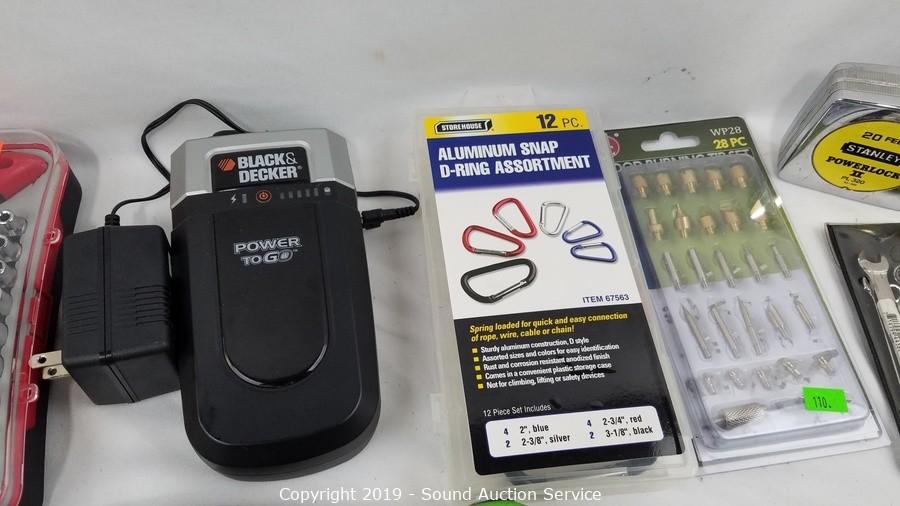 BLACK&
DECKER
POWER
TO GO™
STOREHOUSE
12 PC.
ALUMINUM SNAP
D-RING ASSORTMENT
ITEM 67563
Spring loaded for quick and easy connection
of rope, wire, cable or chain!
Sturdy aluminum construction, D style
Assorted sizes and colors for easy identification
Rust and corrosion resistant anodized finish
Comes in a convenient plastic storage case
Not for climbing, lifting or safety devices
12 Piece Set Includes
4 2", blue 4 2-3/4", red
2 2-3/8", silver 2 3-1/8", black
WP28
28 PC
110.
20 FEE
STANLEY
POWERLOCK
II
PL 320
Copyright 2019 - Sound Auction Service